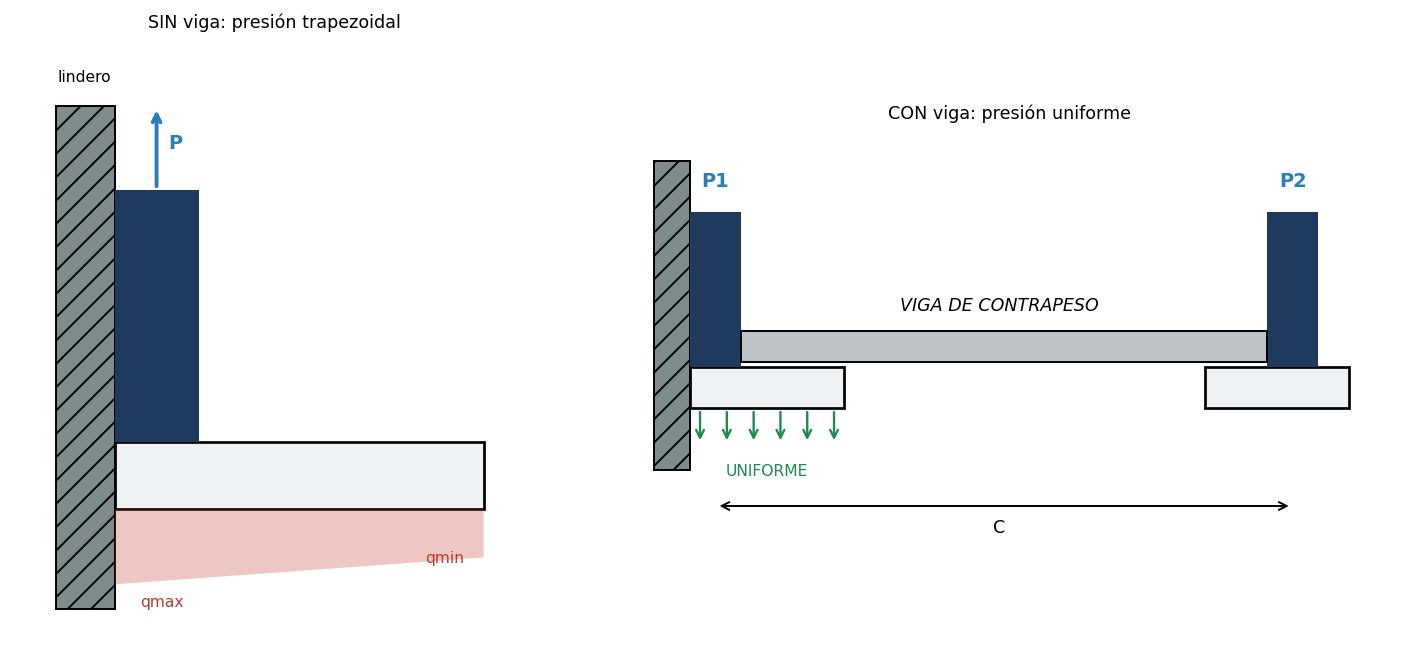 SIN viga: presión trapezoidal
lindero
P
qmin
qmax
CON viga: presión uniforme
P1
P2
VIGA DE CONTRAPESO
UNIFORME
C